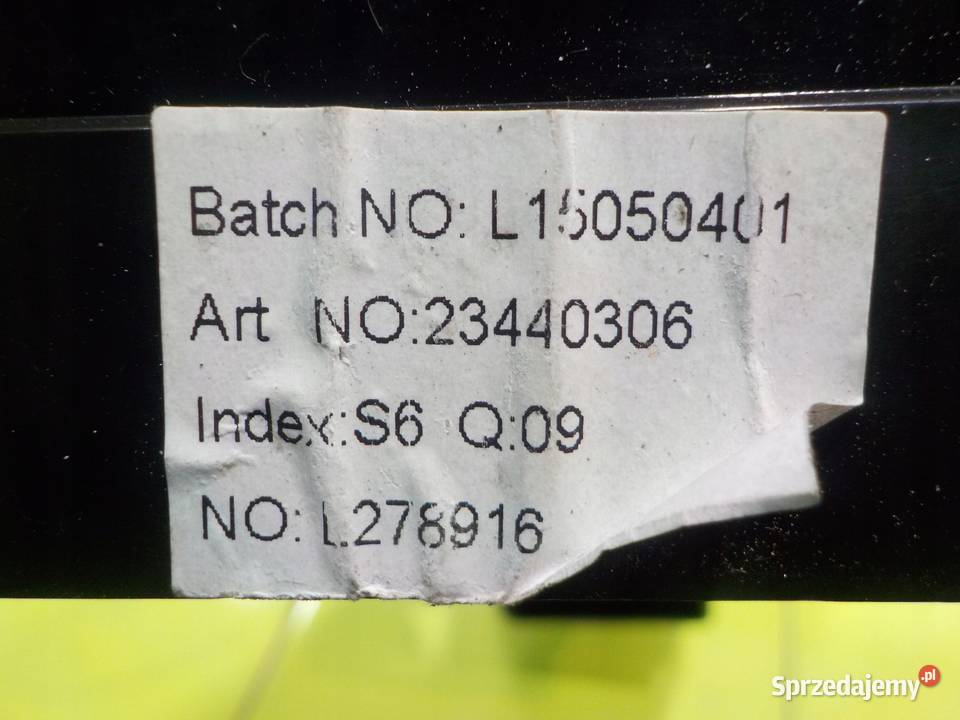 Batch NO: L15050401
Art NO:23440306
Index:S6 Q:09
NO: L278916
Sprzedajemy.pl